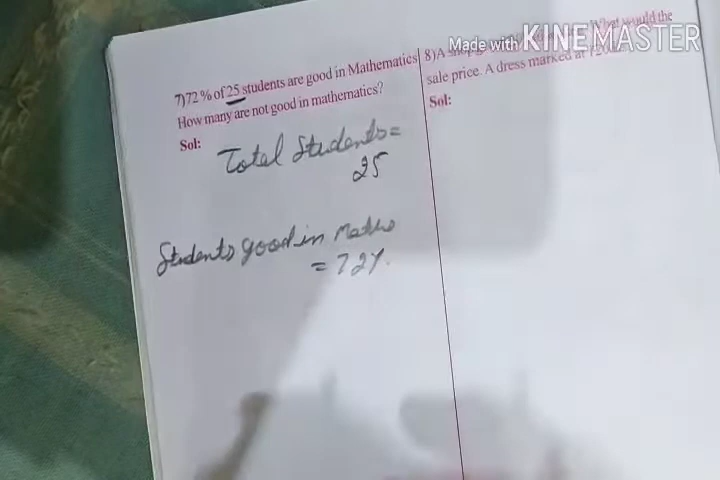 Made with KINEMASTER
7) 72 % of 25 students are good in Mathematics
How many are not good in mathematics?
Sol:
Total Students =
25
Students good in Maths
= 72%
8) A What would the
sale price. A dress marked at
Sol: